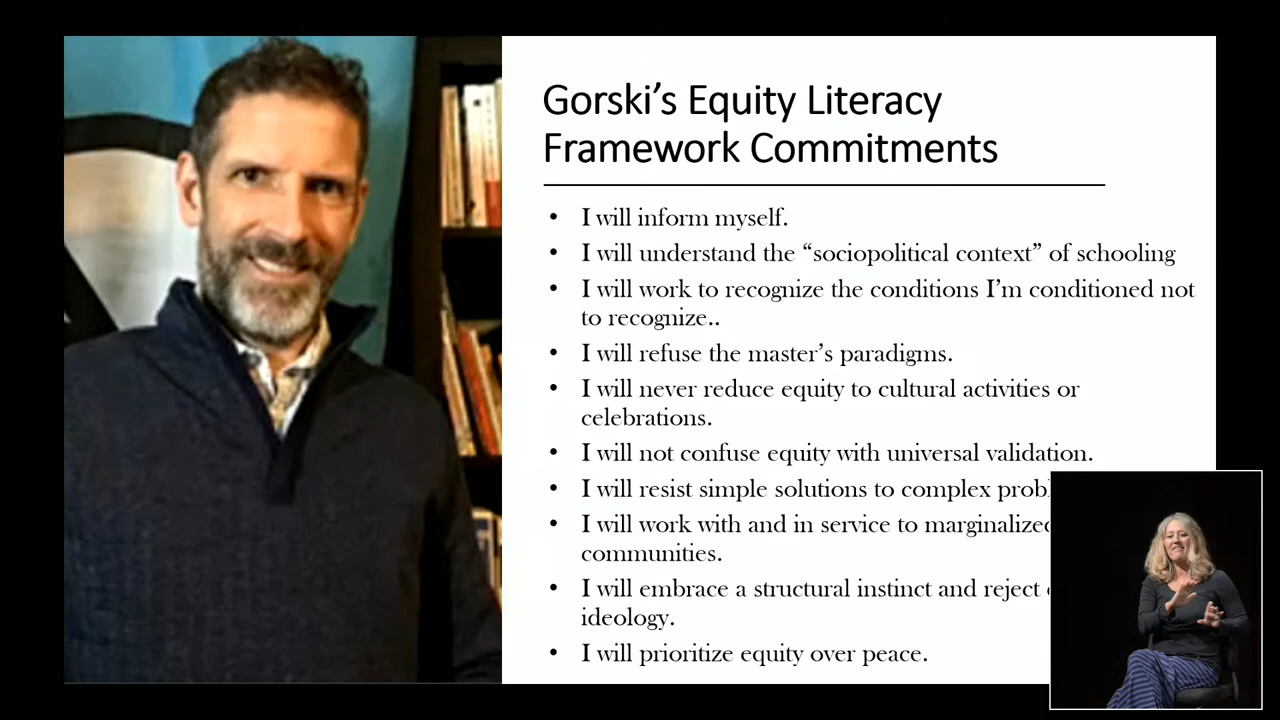 Gorski’s Equity Literacy
Framework Commitments
• I will inform myself.
• I will understand the “sociopolitical context” of schooling
• I will work to recognize the conditions I’m conditioned not
to recognize..
• I will refuse the master’s paradigms.
• I will never reduce equity to cultural activities or
celebrations.
• I will not confuse equity with universal validation.
• I will resist simple solutions to complex
• I will work with and in service to marginalized
communities.
• I will embrace a structural instinct and reject
ideology.
• I will prioritize equity over peace.